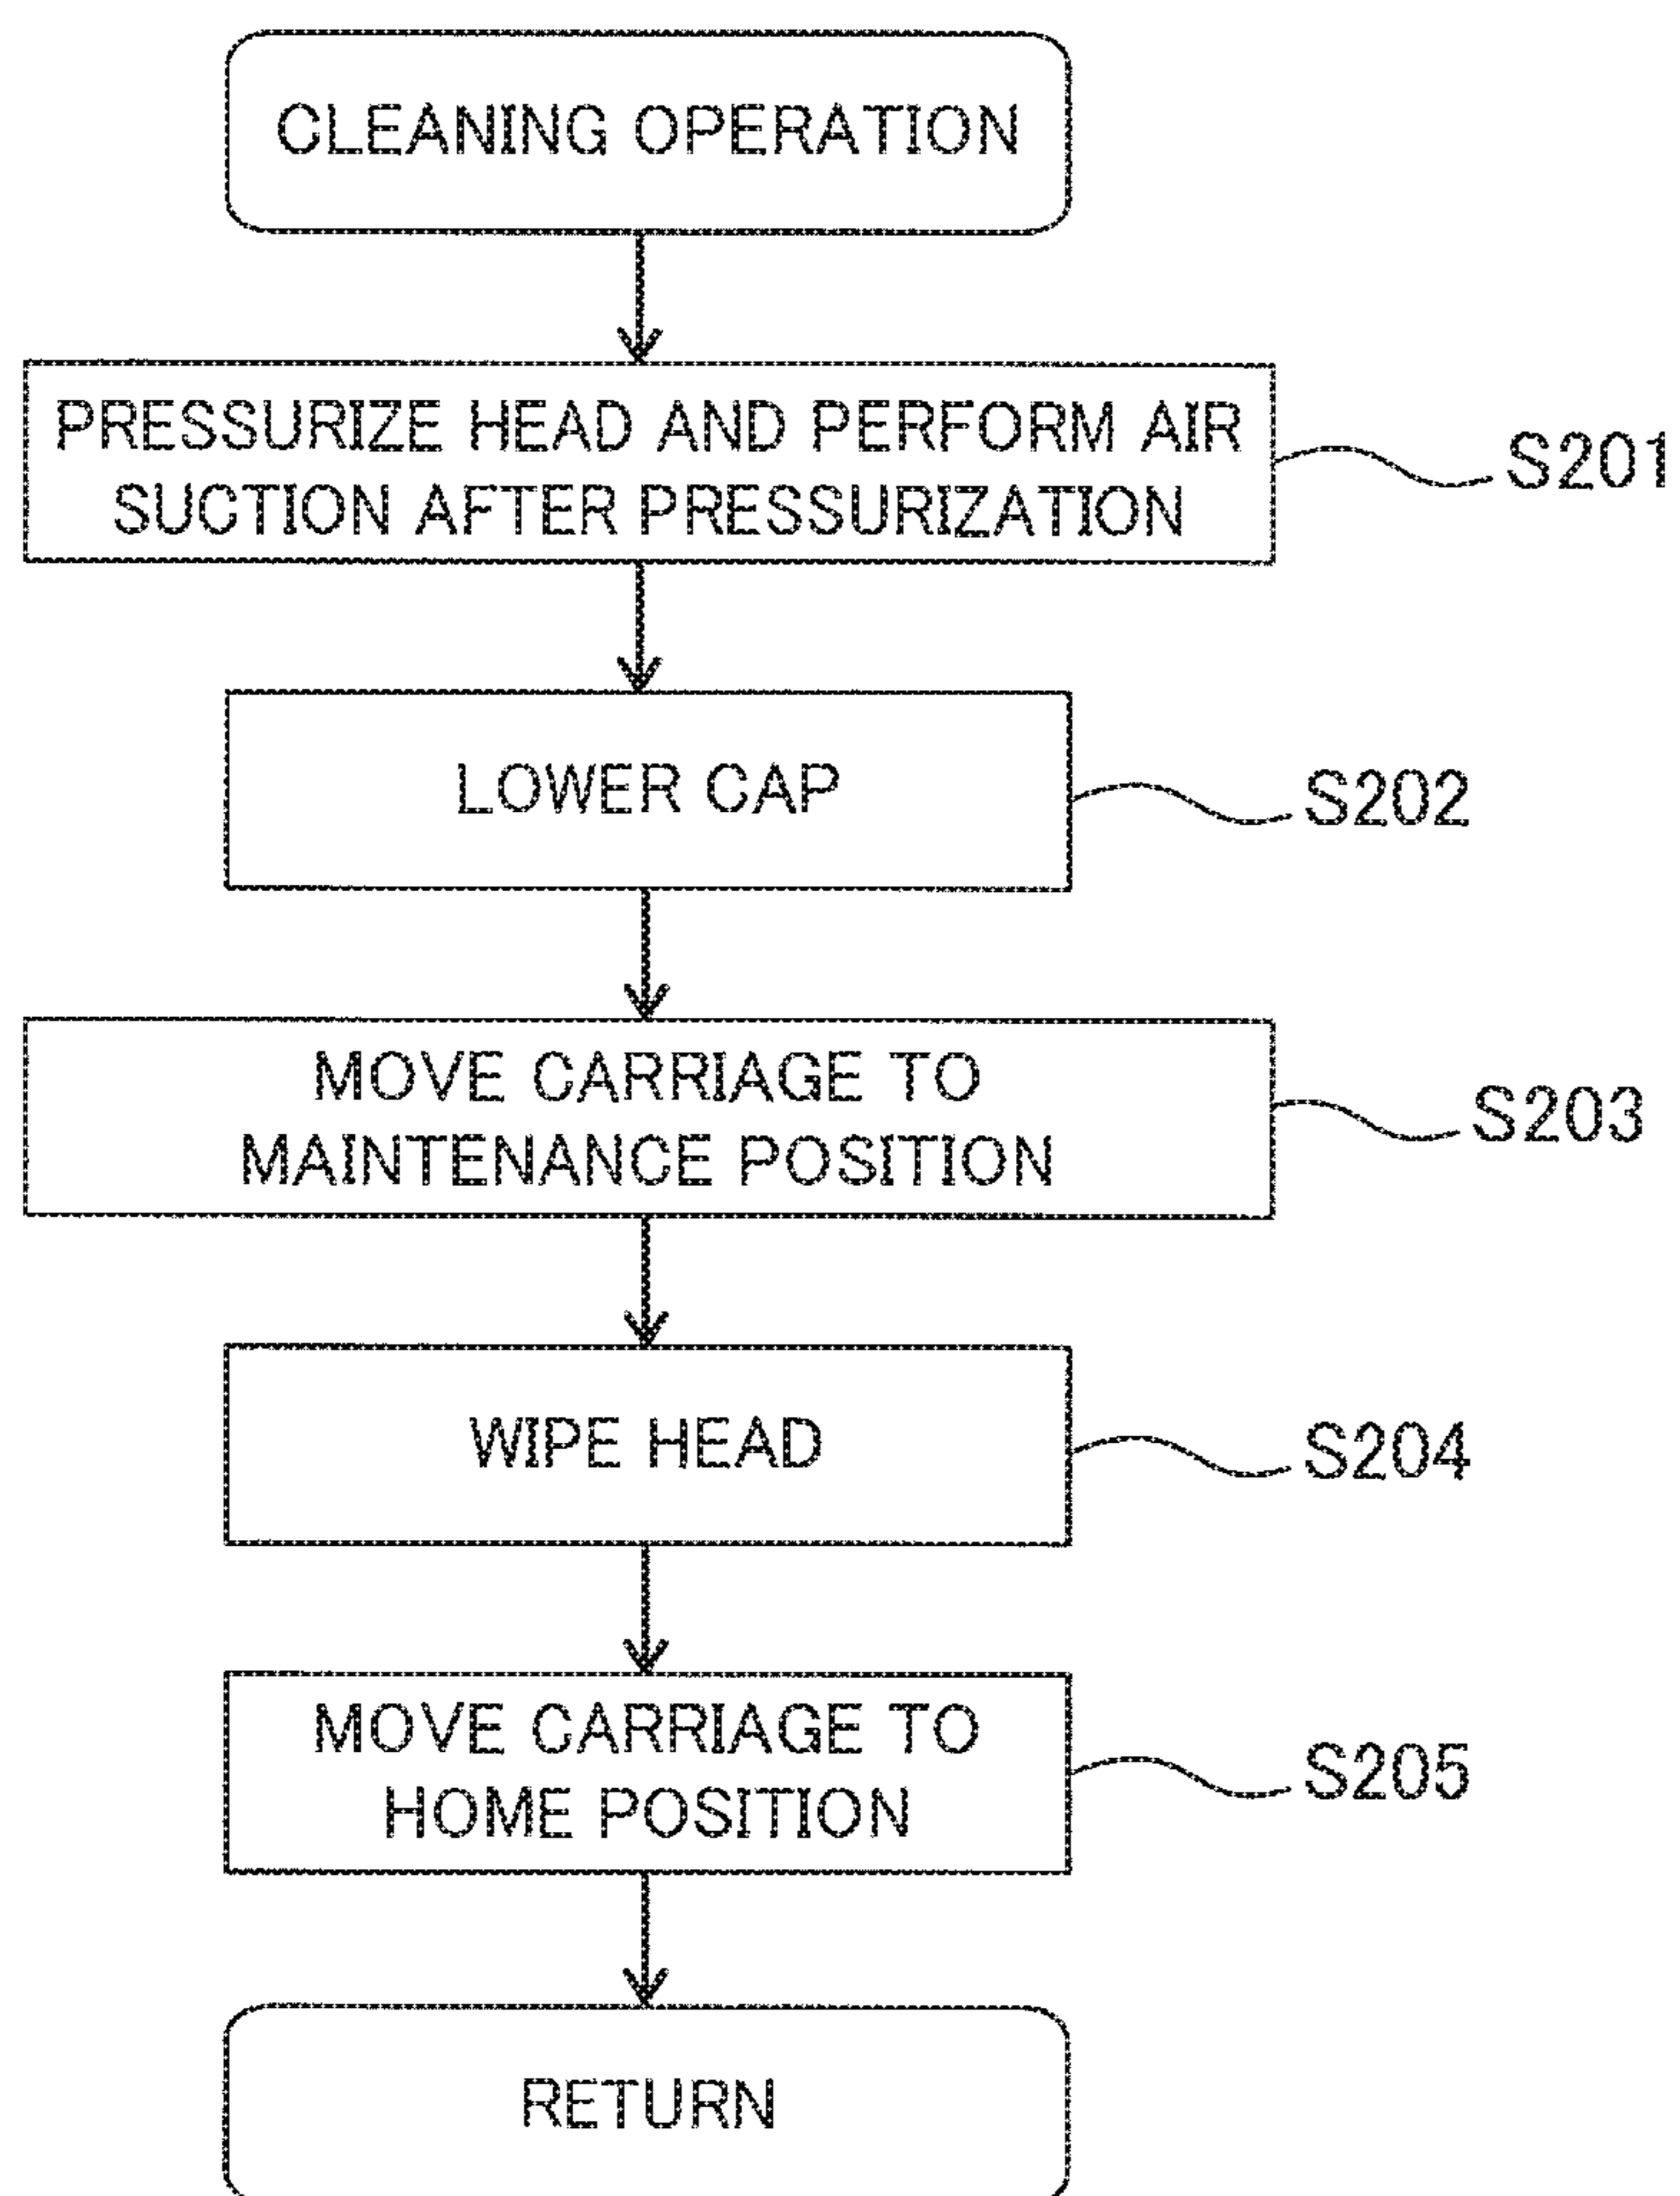 CLEANING OPERATION
PRESSURIZE HEAD AND PERFORM AIR
SUCTION AFTER PRESSURIZATION
S201
LOWER CAP
S202
MOVE CARRIAGE TO
MAINTENANCE POSITION
S203
WIPE HEAD
S204
MOVE CARRIAGE TO
HOME POSITION
S205
RETURN